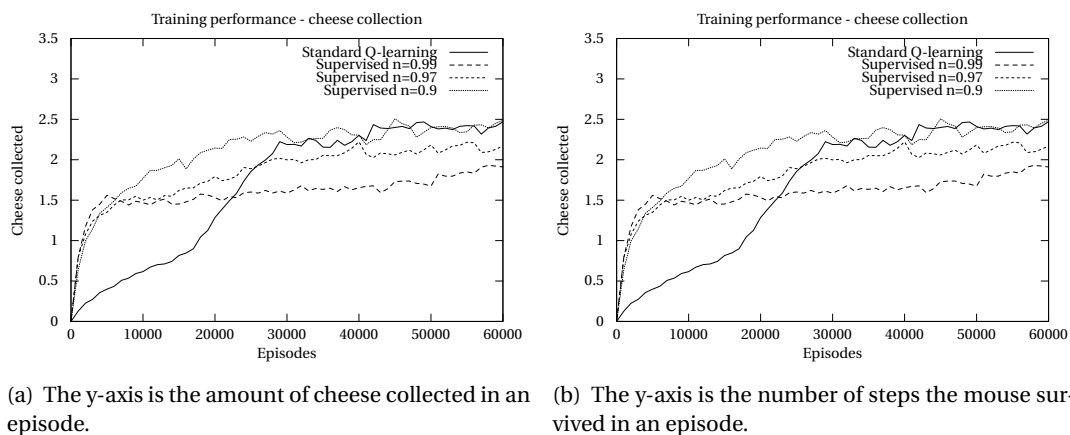 Training performance - cheese collection
3.5
3
2.5
2
1.5
1
0.5
0
Cheese collected
Standard Q-learning
Supervised n=0.99
Supervised n=0.97
Supervised n=0.9
0 10000 20000 30000 40000 50000 60000
Episodes
(a) The y-axis is the amount of cheese collected in an
episode.
Training performance - cheese collection
3.5
3
2.5
2
1.5
1
0.5
0
Cheese collected
Standard Q-learning
Supervised n=0.99
Supervised n=0.97
Supervised n=0.9
0 10000 20000 30000 40000 50000 60000
Episodes
(b) The y-axis is the number of steps the mouse sur-
vived in an episode.